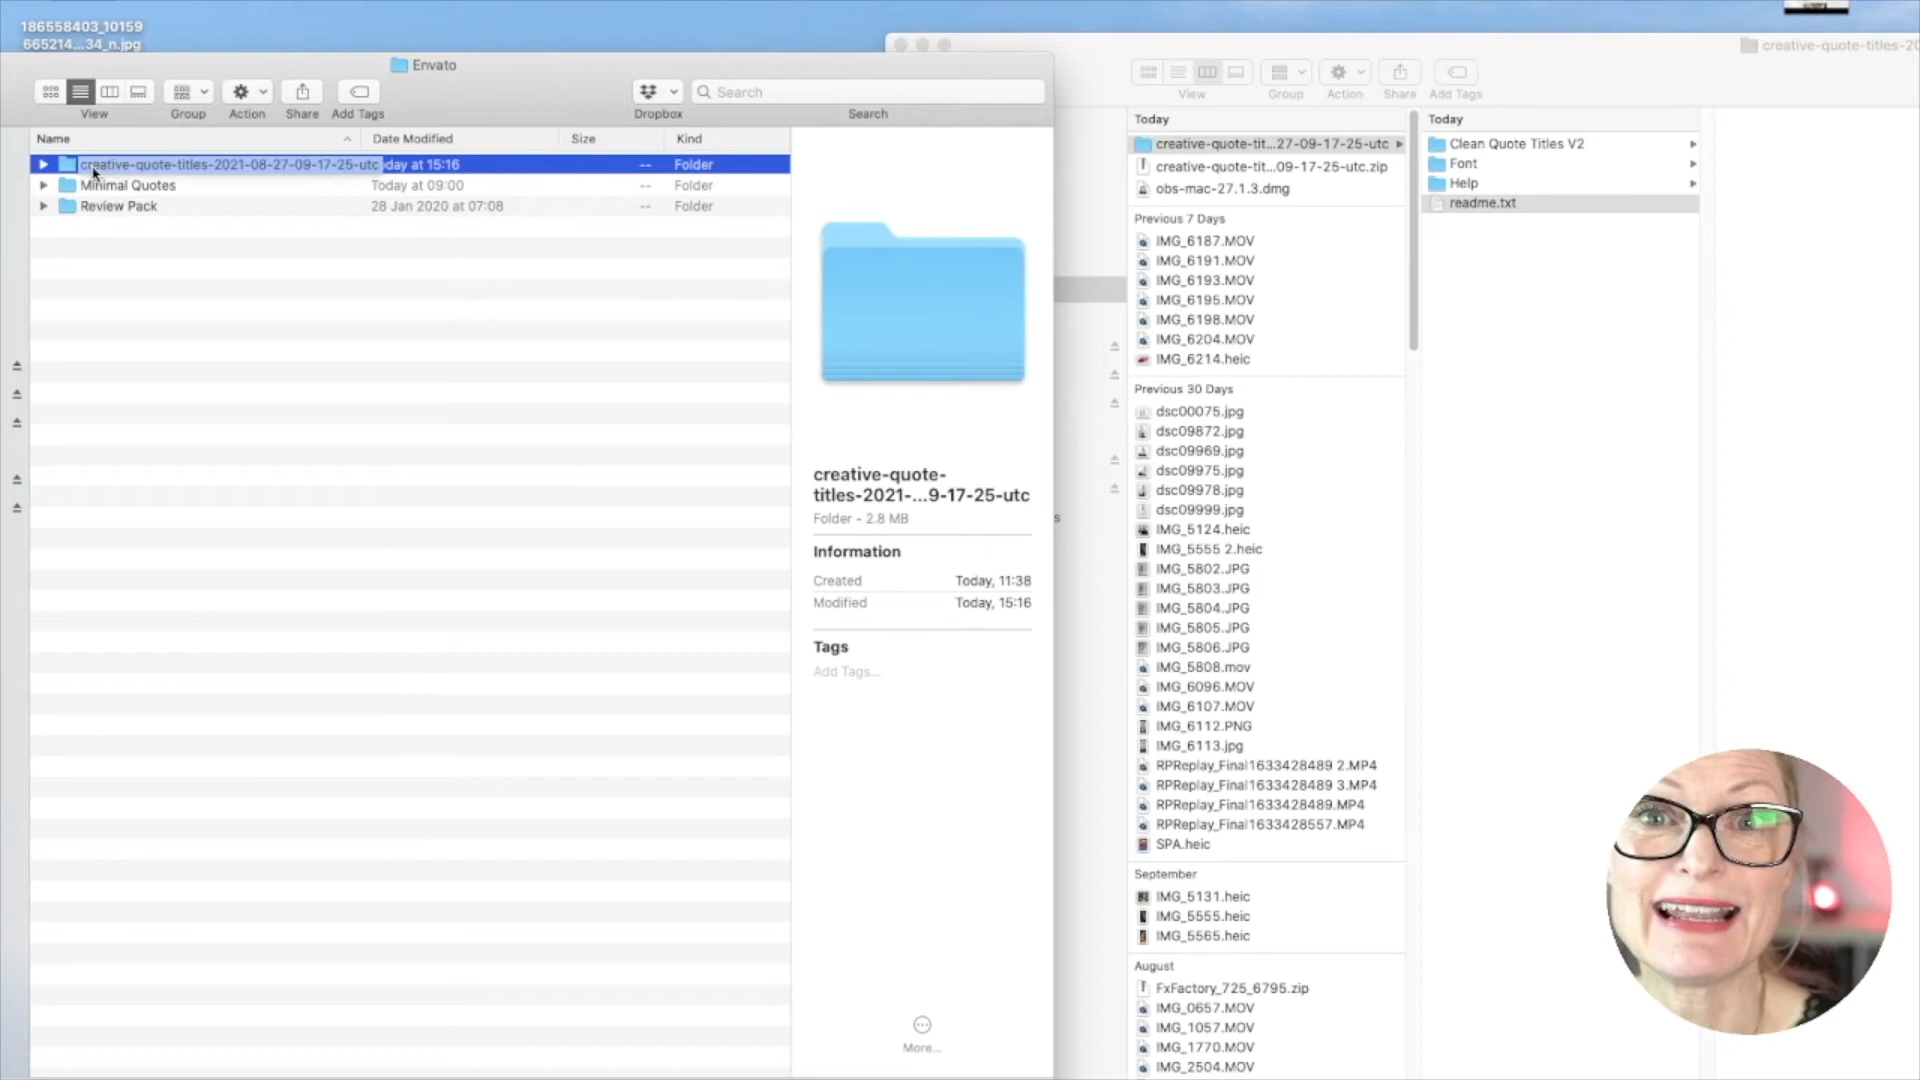 186558403_10159
665214...34_n.jpg
Envato
Search
View
Group
Action
Share
Add Tags
Dropbox
Search
Name
Date Modified
Size
Kind
creative-quote-titles-2021-08-27-09-17-25-utc
day at 15:16
--
Folder
Minimal Quotes
Today at 09:00
--
Folder
Review Pack
28 Jan 2020 at 07:08
--
Folder
creative-quote-
titles-2021-...9-17-25-utc
Folder - 2.8 MB
Information
Created
Today, 11:38
Modified
Today, 15:16
Tags
Add Tags...
More...
creative-quote-titles-20
View
Group
Action
Share
Add Tags
s
Today
creative-quote-tit...27-09-17-25-utc
creative-quote-tit...09-17-25-utc.zip
obs-mac-27.1.3.dmg
Previous 7 Days
IMG_6187.MOV
IMG_6191.MOV
IMG_6193.MOV
IMG_6195.MOV
IMG_6198.MOV
IMG_6204.MOV
IMG_6214.heic
Previous 30 Days
dsc00075.jpg
dsc09872.jpg
dsc09969.jpg
dsc09975.jpg
dsc09978.jpg
dsc09999.jpg
IMG_5124.heic
IMG_5555 2.heic
IMG_5802.JPG
IMG_5803.JPG
IMG_5804.JPG
IMG_5805.JPG
IMG_5806.JPG
IMG_5808.mov
IMG_6096.MOV
IMG_6107.MOV
IMG_6112.PNG
IMG_6113.jpg
RPReplay_Final1633428489 2.MP4
RPReplay_Final1633428489 3.MP4
RPReplay_Final1633428489.MP4
RPReplay_Final1633428557.MP4
SPA.heic
September
IMG_5131.heic
IMG_5555.heic
IMG_5565.heic
August
FxFactory_725_6795.zip
IMG_0657.MOV
IMG_1057.MOV
IMG_1770.MOV
IMG_2504.MOV
Today
Clean Quote Titles V2
Font
Help
readme.txt